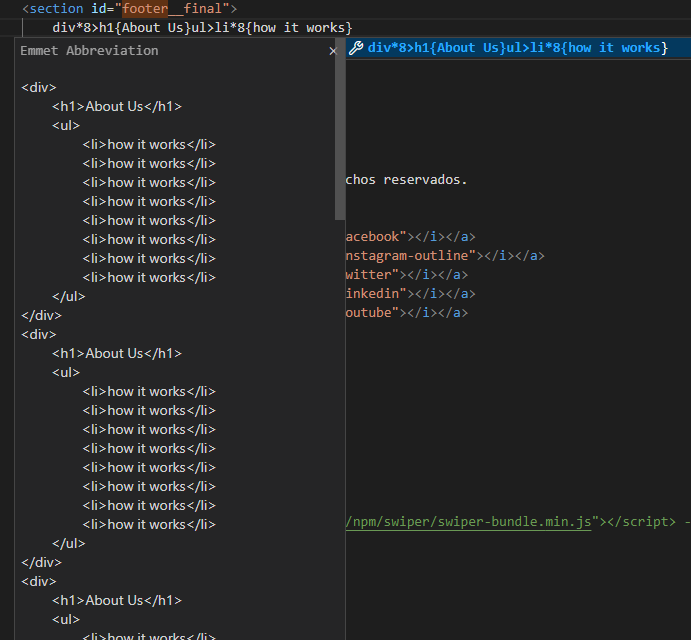 <section id="footer__final">
div*8>h1{About Us}ul>li*8{how it works}
Emmet Abbreviation ×
div*8>h1{About Us}ul>li*8{how it works}
<div>
<h1>About Us</h1>
<ul>
<li>how it works</li>
<li>how it works</li>
<li>how it works</li>
chos reservados.
<li>how it works</li>
<li>how it works</li>
<li>how it works</li>
acebook"></i></a>
<li>how it works</li>
nstagram-outline"></i></a>
<li>how it works</li>
witter"></i></a>
</ul>
inkedin"></i></a>
</div>
outube"></i></a>
<div>
<h1>About Us</h1>
<ul>
<li>how it works</li>
<li>how it works</li>
<li>how it works</li>
<li>how it works</li>
<li>how it works</li>
<li>how it works</li>
<li>how it works</li>
<li>how it works</li>
/npm/swiper/swiper-bundle.min.js"></script> -
</ul>
</div>
<div>
<h1>About Us</h1>
<ul>
<li>how it works</li>